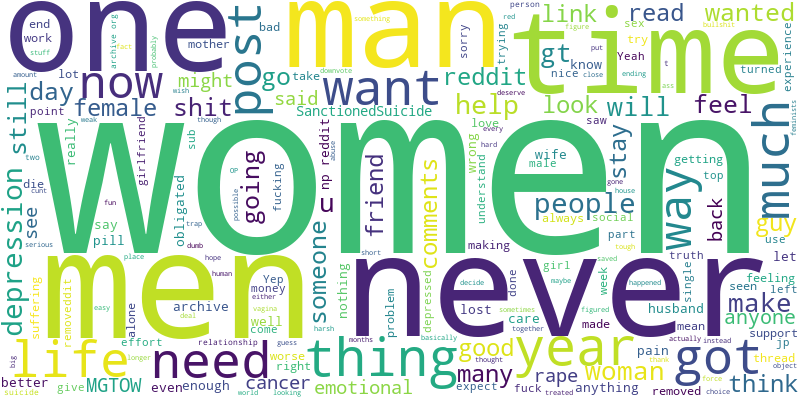 one
man
time
women
men
never
post
now
want
day
female
shit
might
go
said
reddit
link
read
wanted
gt
know
look
will
feel
help
SanctionedSuicide
much
end
work
mother
bad
archive org
stuff
fact
probably
take
nice
sorry
trying
something
person
red
figure
sex
try
Yeah
put
close
bullshit
t
ending
ass
turned
experience
amount
downvote
wish
deserve
lot
point
still
depression
really
two
weak
cunt
fun
die
see
say
pill
girlfriend
sub
though
OP
possible
trap
dumb
obligated
going
fucking
u
np reddit
abuse
love
friend
comments
wrong
every
hard
understand
saw
wife
male
stay
people
always
social
gone
house
getting
top
way
back
guy
feminists
serious
place
hope
human
someone
making
part
tough
truth
use
let
suffering
removeddit
alone
archive
Yep
money
either
vagina
come
well
nothing
problem
short
depressed
lost
decide
maybe
girl
done
happened
saved
week
single
seen
feeling
left
make
anyone
easy
deal
effort
relationship
guess
harsh
months
basically
sometimes
together
figured
care
made
husband
mean
support
actually
instead
jp
life
need
thing
year
got
big
longer
worse
right
good
thought
many
pain
woman
thank
thread
object
think
better
suicide
give
MGTOW
even
enough
world
looking
cancer
emotional
expect
treated
fuck
rape
anything
force
removed
choice